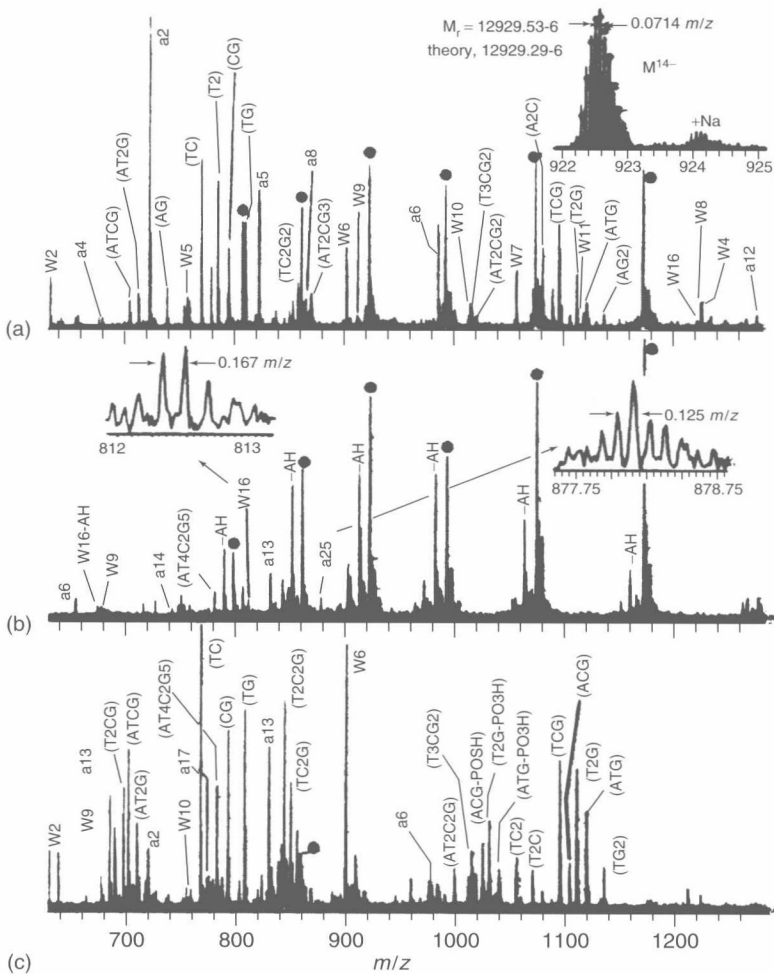 Mr = 12929.53-6
theory, 12929.29-6
0.0714 m/z
M14−
+Na
922 923 924 925
W2
a4
(ATCG)
(AT2G)
a2
(AG)
W5
(TC)
(T2)
(CG)
(TG)
a5
(TC2G2)
a8
(AT2CG3)
W6
W9
a6
W10
(T3CG2)
(AT2CG2)
W7
(A2C)
(TCG)
(T2G)
W11
(ATG)
(AG2)
W16
W8
W4
a12
(a)
0.167 m/z
812 813
0.125 m/z
877.75 878.75
a6
W16-AH
W9
a14
(AT4C2G5)
–AH
W16
a13
–AH
a25
–AH
–AH
–AH
–AH
(b)
W2
W9
a13
(T2CG)
(ATCG)
(AT2G)
a2
W10
(AT4C2G5)
a17
(TC)
(CG)
(TG)
a13
(T2C2G)
(TC2G)
W6
a6
(AT2C2G)
(T3CG2)
(ACG-POSH)
(T2G-PO3H)
(ATG-PO3H)
(TC2)
(T2C)
(TCG)
(ACG)
(T2G)
(ATG)
(TG2)
(c)
700 800 900 1000 1100 1200
m/z